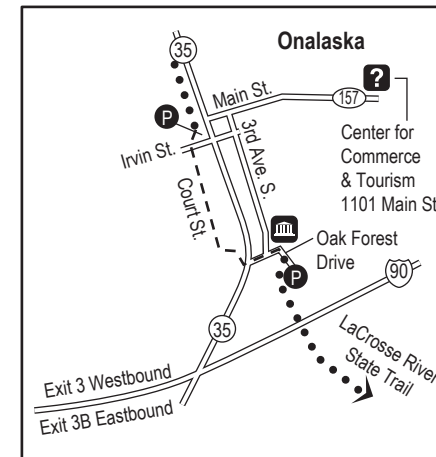 35
Onalaska
?
Main St.
157
P
Irvin St.
3rd Ave. S.
Center for
Commerce
& Tourism
1101 Main St
Court St.
Oak Forest
Drive
P
90
35
LaCrosse River
State Trail
Exit 3 Westbound
Exit 3B Eastbound